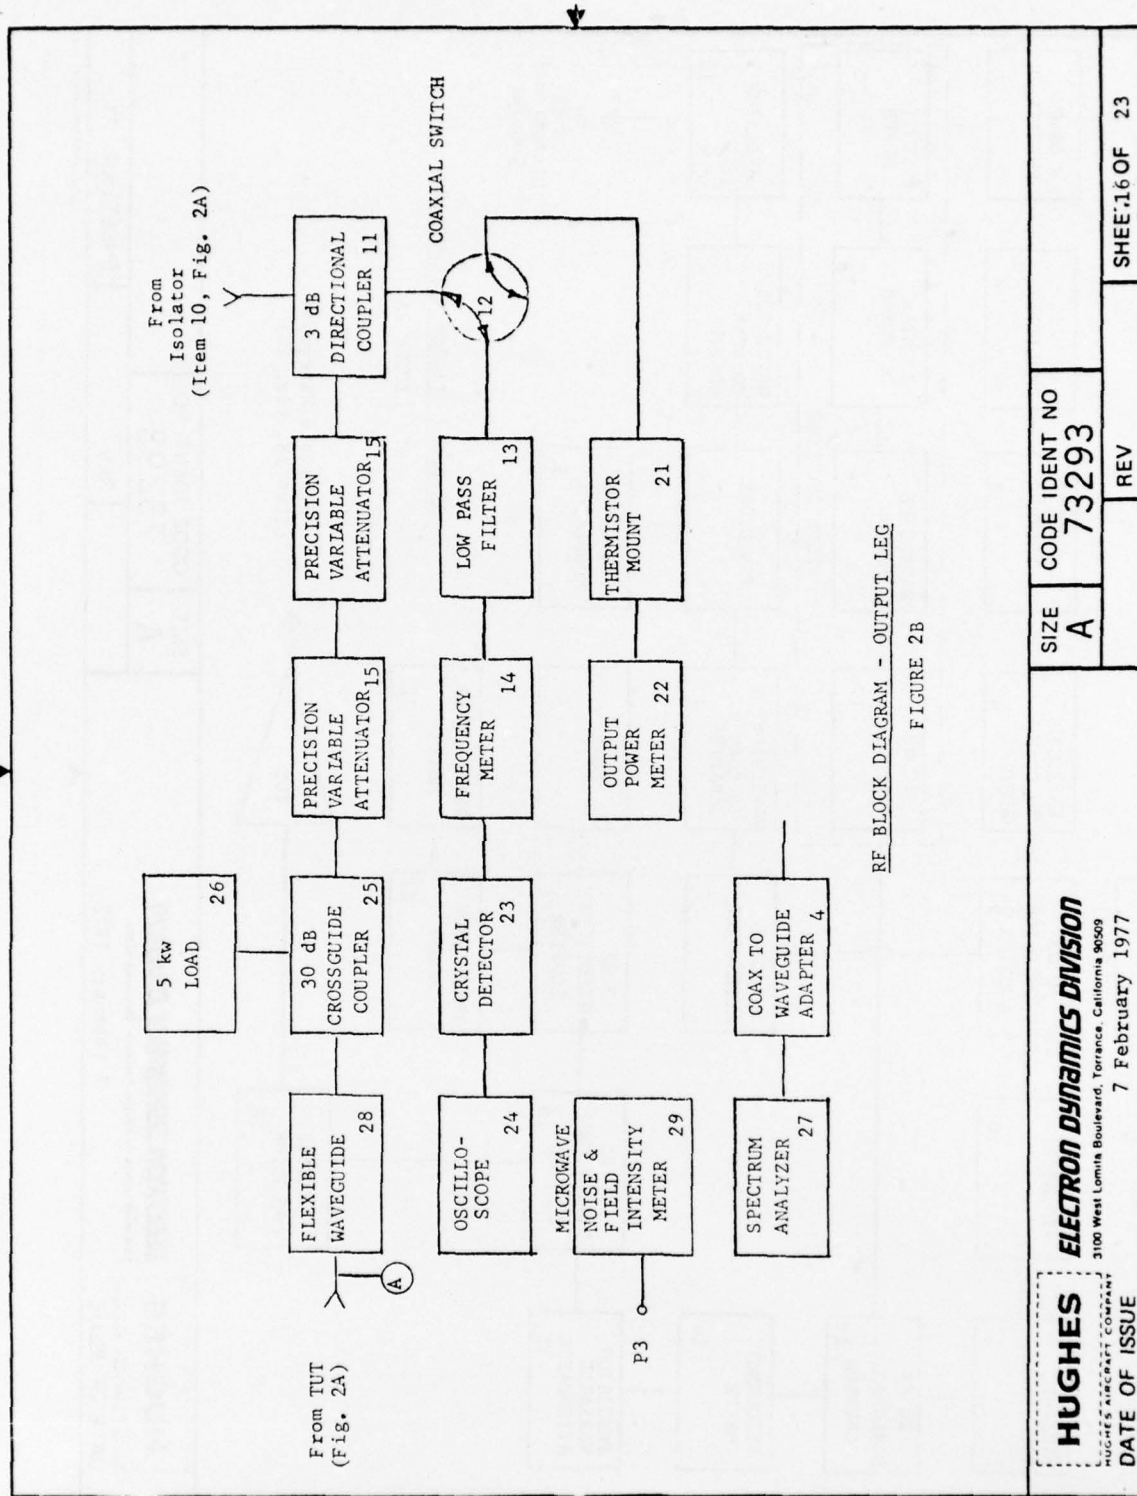 From
Isolator
(Item 10, Fig. 2A)
5 kw
LOAD
26
From TUT
(Fig. 2A)
A
FLEXIBLE
WAVEGUIDE
28
30 dB
CROSSGUIDE
COUPLER 25
PRECISION
VARIABLE
ATTENUATOR 15
PRECISION
VARIABLE
ATTENUATOR 15
3 dB
DIRECTIONAL
COUPLER 11
COAXIAL SWITCH
12
OSCILLO-
SCOPE
24
CRYSTAL
DETECTOR
23
FREQUENCY
METER
14
LOW PASS
FILTER
13
P3
MICROWAVE
NOISE &
FIELD
INTENSITY
METER
29
OUTPUT
POWER
METER
22
THERMISTOR
MOUNT
21
SPECTRUM
ANALYZER
27
COAX TO
WAVEGUIDE
ADAPTER 4
RF BLOCK DIAGRAM - OUTPUT LEG
FIGURE 2B
HUGHES
HUGHES AIRCRAFT COMPANY
ELECTRON DYNAMICS DIVISION
3100 West Lomita Boulevard, Torrance, California 90509
DATE OF ISSUE 7 February 1977
SIZE
A
CODE IDENT NO
73293
REV
SHEET 16 OF 23